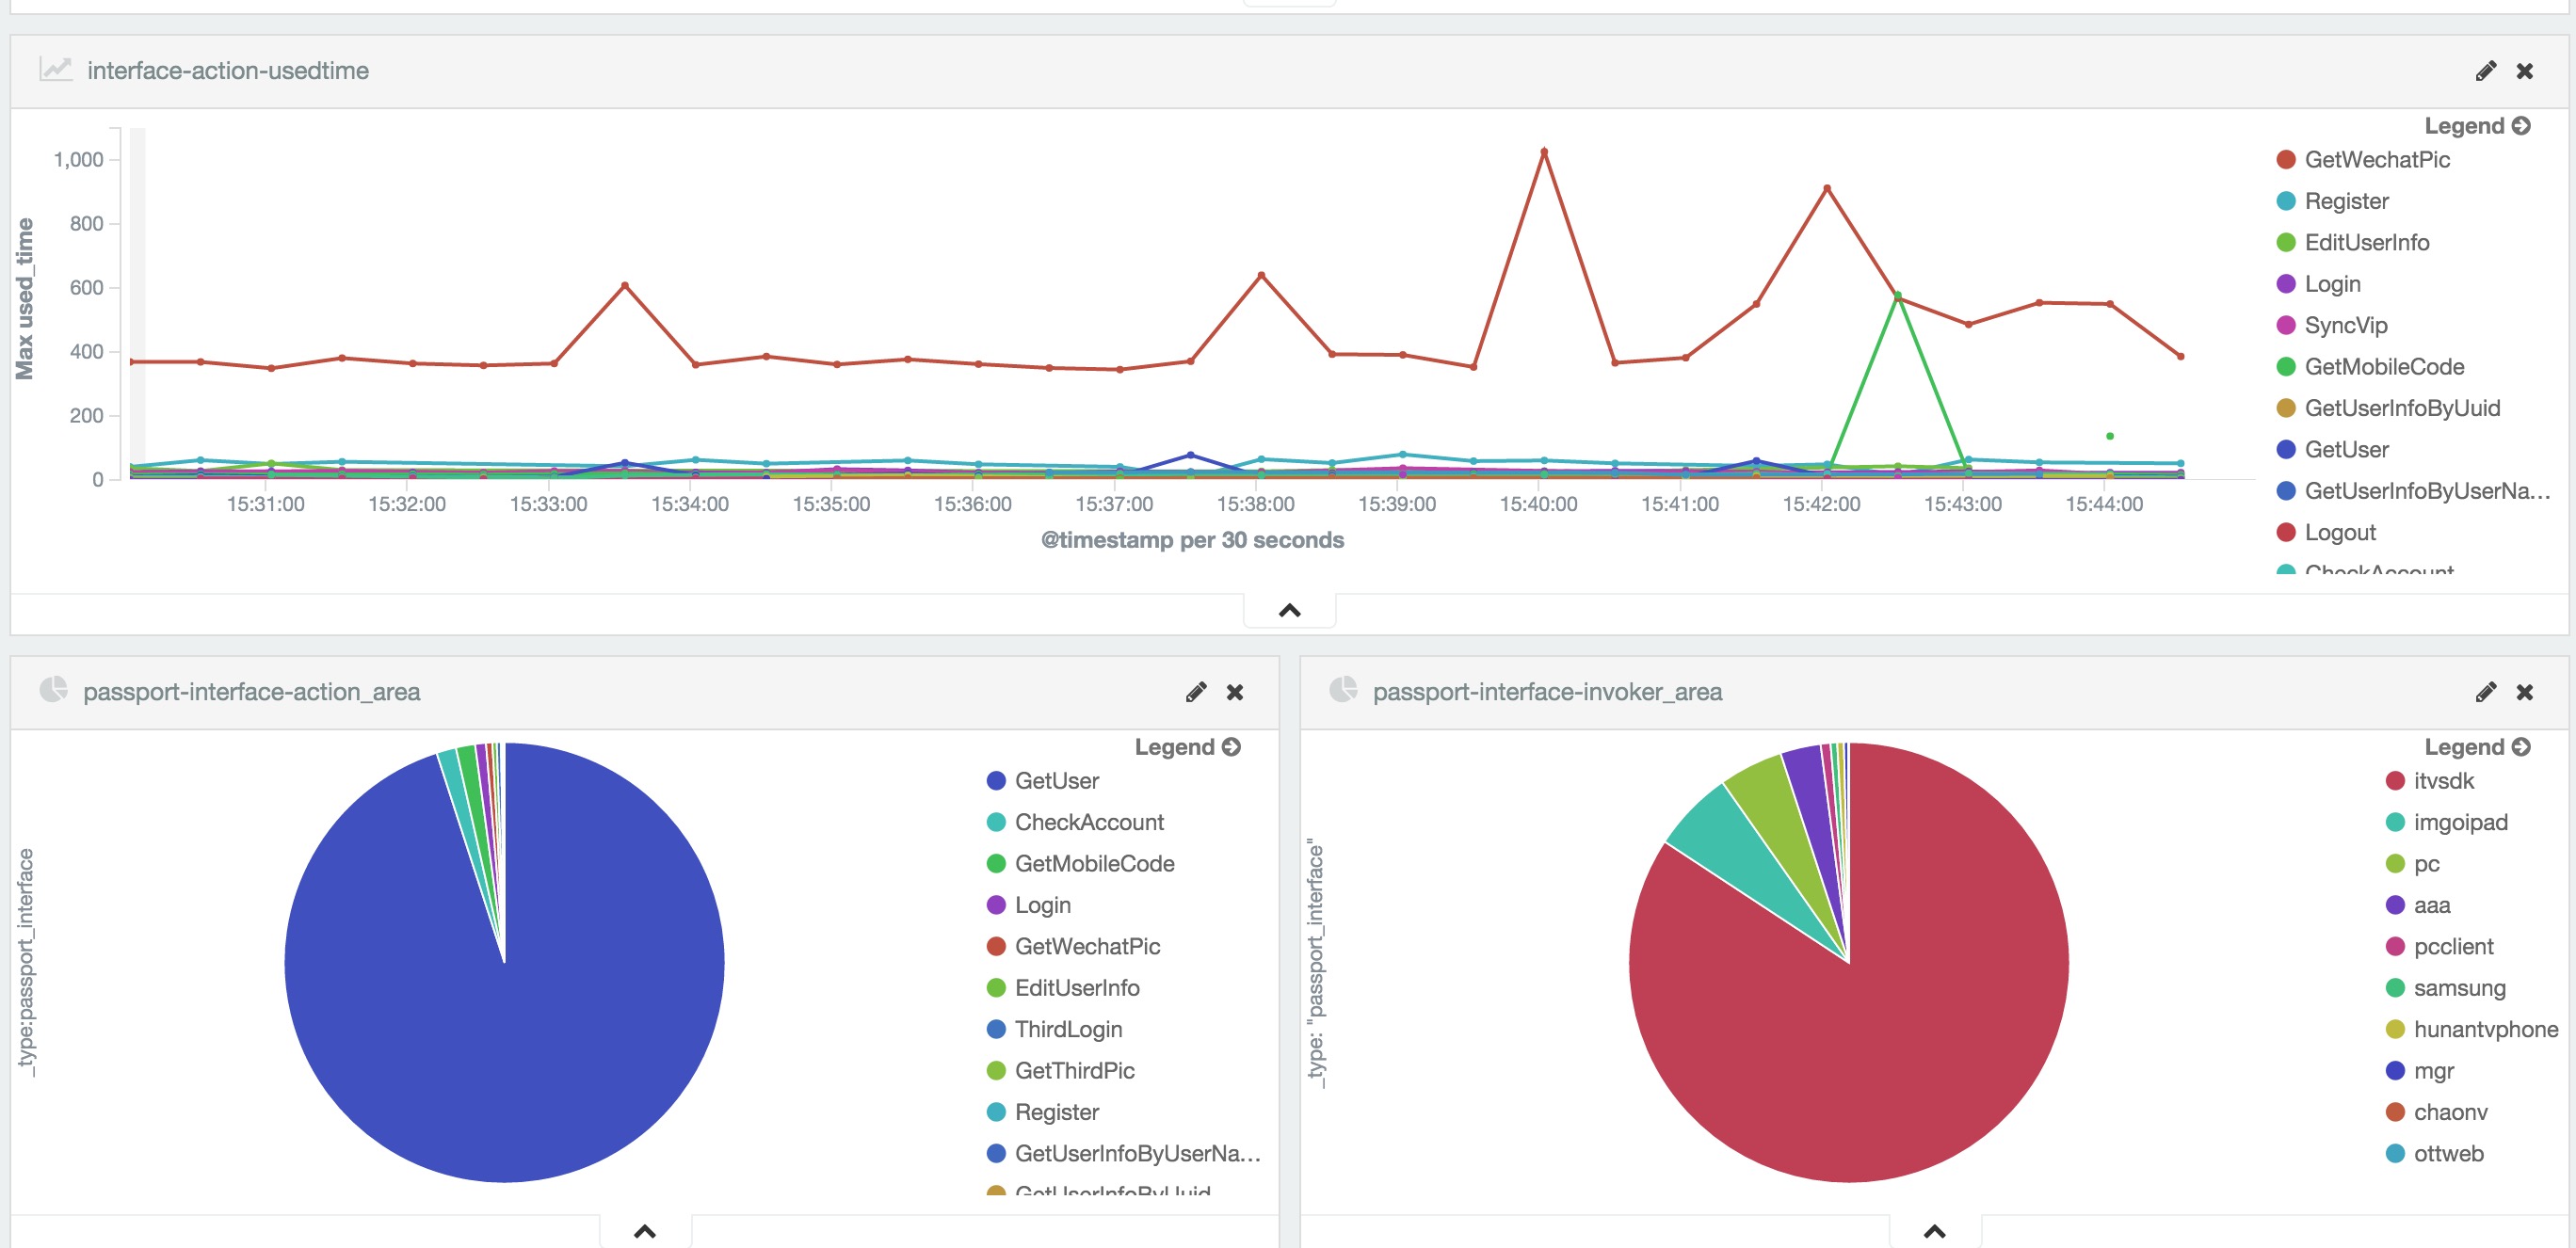 interface-action-usedtime
Legend
1,000
800
600
400
200
0
Max used_time
15:31:00 15:32:00 15:33:00 15:34:00 15:35:00 15:36:00 15:37:00 15:38:00 15:39:00 15:40:00 15:41:00 15:42:00 15:43:00 15:44:00
@timestamp per 30 seconds
GetWechatPic
Register
EditUserInfo
Login
SyncVip
GetMobileCode
GetUserInfoByUuid
GetUser
GetUserInfoByUserNa...
Logout
CheckAccount
passport-interface-action_area
Legend
_type:passport_interface
GetUser
CheckAccount
GetMobileCode
Login
GetWechatPic
EditUserInfo
ThirdLogin
GetThirdPic
Register
GetUserInfoByUserNa...
GetUserInfoByUuid
passport-interface-invoker_area
Legend
_type: "passport_interface"
itvsdk
imgoipad
pc
aaa
pcclient
samsung
hunantvphone
mgr
chaonv
ottweb